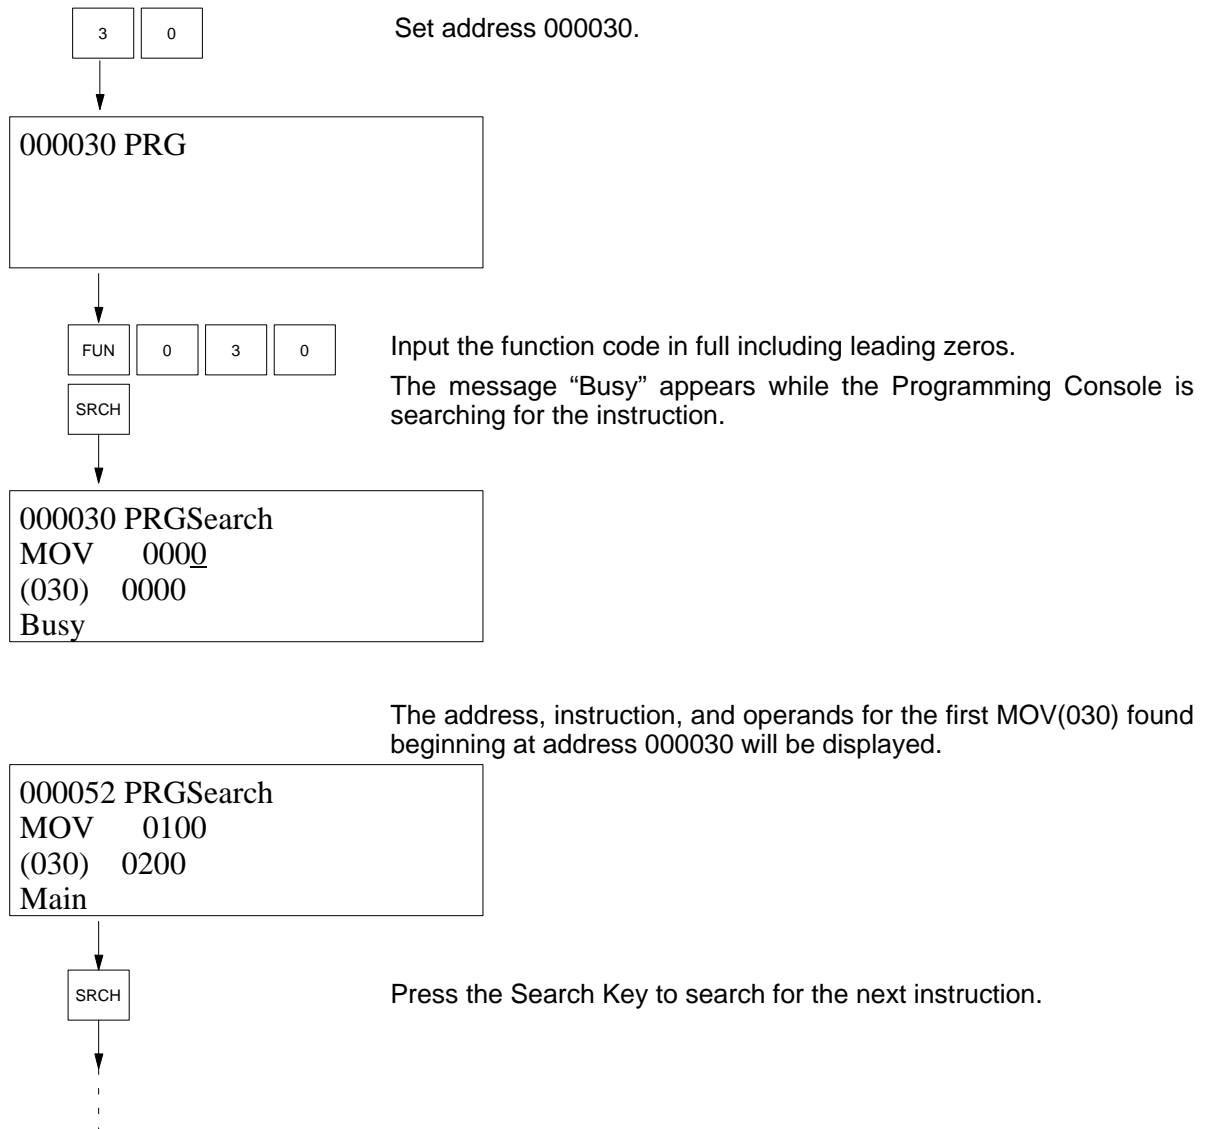 3 0 Set address 000030.
000030 PRG
FUN 0 3 0 Input the function code in full including leading zeros.
The message “Busy” appears while the Programming Console is
SRCH searching for the instruction.
000030 PRGSearch
MOV 0000
(030) 0000
Busy
The address, instruction, and operands for the first MOV(030) found
beginning at address 000030 will be displayed.
000052 PRGSearch
MOV 0100
(030) 0200
Main
SRCH Press the Search Key to search for the next instruction.